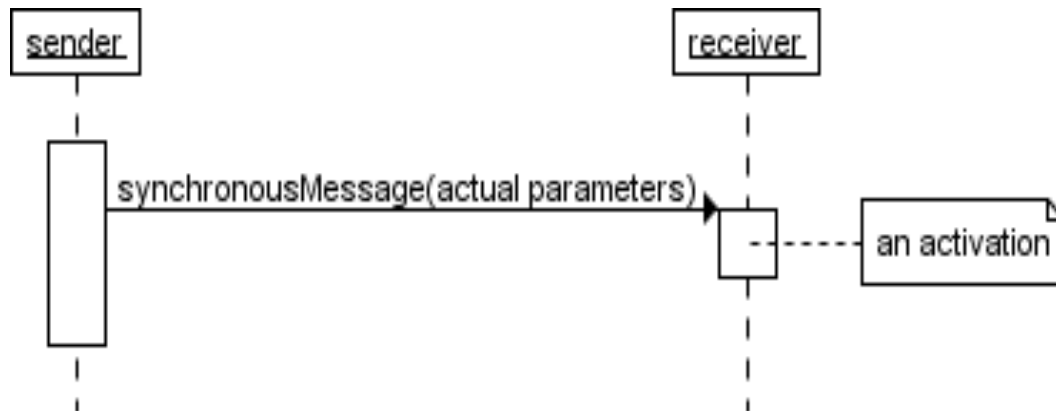 sender
receiver
synchronousMessage(actual parameters)
an activation